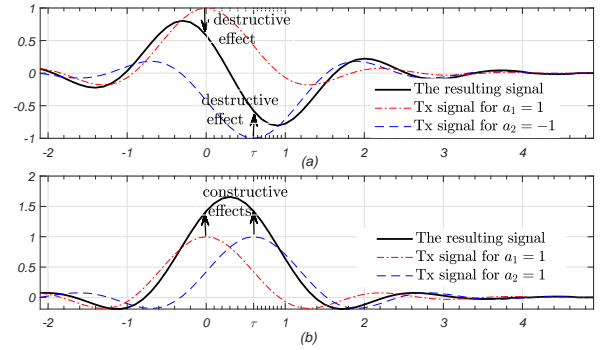 1
0.5
0
-0.5
-1
destructive
effect
destructive
effect
The resulting signal
Tx signal for a₁ = 1
Tx signal for a₂ = −1
-2 -1 0 τ 1 2 3 4
(a)
2
1.5
1
0.5
0
constructive
effects
The resulting signal
Tx signal for a₁ = 1
Tx signal for a₂ = 1
-2 -1 0 τ 1 2 3 4
(b)